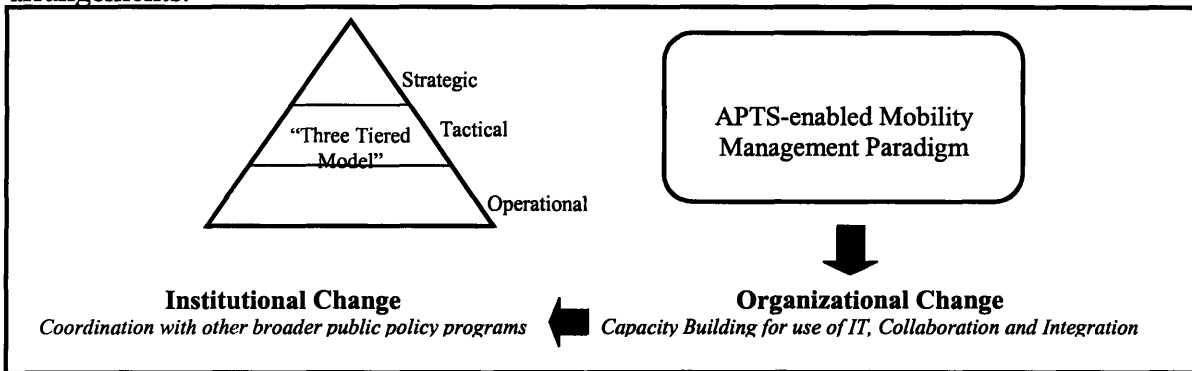 arrangements.
Strategic
"Three Tiered
Model"
Tactical
Operational
APTS-enabled Mobility
Management Paradigm
Institutional Change
Coordination with other broader public policy programs
Organizational Change
Capacity Building for use of IT, Collaboration and Integration